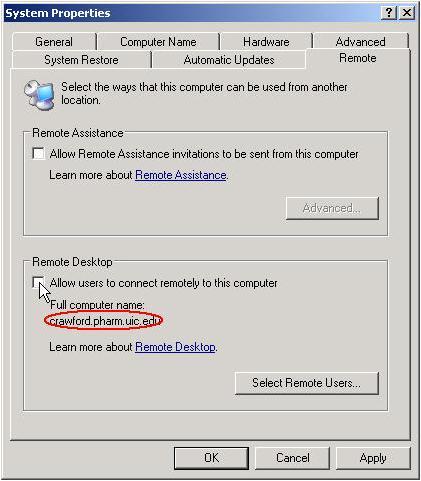 System Properties
General Computer Name Hardware Advanced
System Restore Automatic Updates Remote
Select the ways that this computer can be used from another
location.
Remote Assistance
Allow Remote Assistance invitations to be sent from this computer
Learn more about Remote Assistance.
Advanced...
Remote Desktop
Allow users to connect remotely to this computer
Full computer name:
crawford.pharm.uic.edu
Learn more about Remote Desktop.
Select Remote Users...
OK Cancel Apply